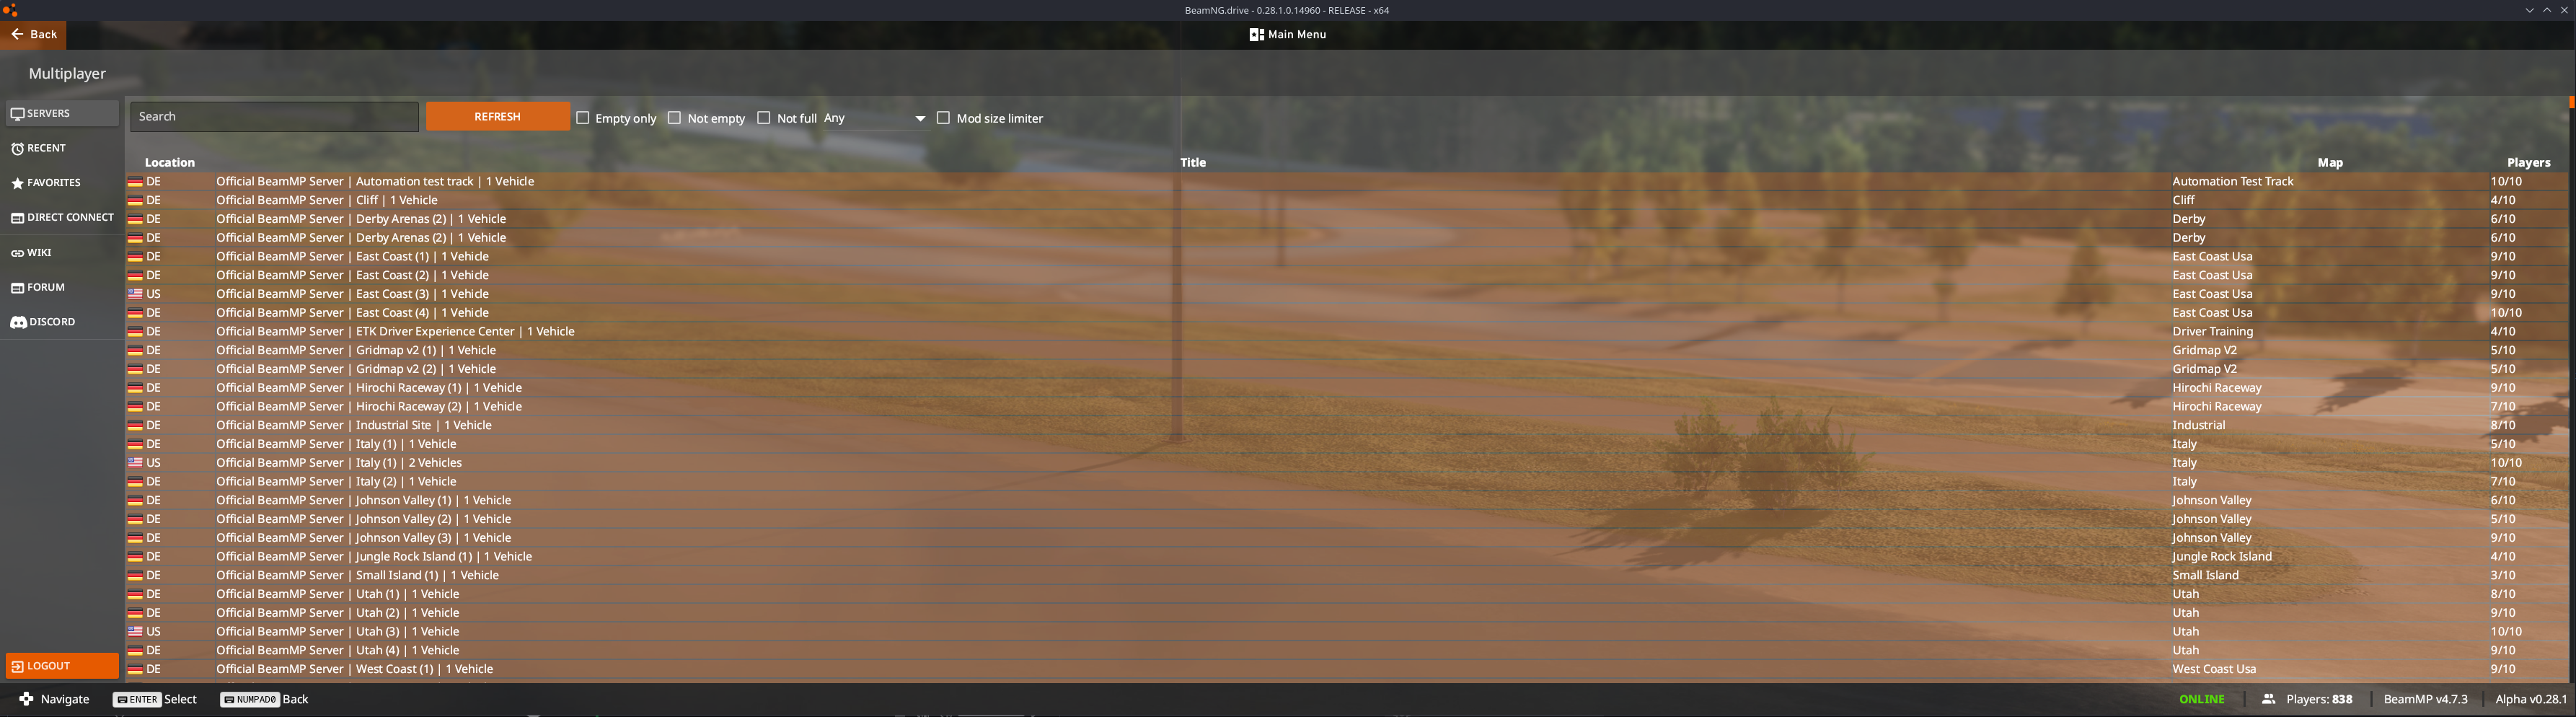 BeamNG.drive - 0.28.1.0.14960 - RELEASE - x64
Back
Main Menu
Multiplayer
SERVERS
RECENT
FAVORITES
DIRECT CONNECT
WIKI
FORUM
DISCORD
LOGOUT
Search REFRESH Empty only Not empty Not full Any Mod size limiter
Location Title Map Players
DE Official BeamMP Server | Automation test track | 1 Vehicle Automation Test Track 10/10
DE Official BeamMP Server | Cliff | 1 Vehicle Cliff 4/10
DE Official BeamMP Server | Derby Arenas (2) | 1 Vehicle Derby 6/10
DE Official BeamMP Server | Derby Arenas (2) | 1 Vehicle Derby 6/10
DE Official BeamMP Server | East Coast (1) | 1 Vehicle East Coast Usa 9/10
DE Official BeamMP Server | East Coast (2) | 1 Vehicle East Coast Usa 9/10
US Official BeamMP Server | East Coast (3) | 1 Vehicle East Coast Usa 9/10
DE Official BeamMP Server | East Coast (4) | 1 Vehicle East Coast Usa 10/10
DE Official BeamMP Server | ETK Driver Experience Center | 1 Vehicle Driver Training 4/10
DE Official BeamMP Server | Gridmap v2 (1) | 1 Vehicle Gridmap V2 5/10
DE Official BeamMP Server | Gridmap v2 (2) | 1 Vehicle Gridmap V2 5/10
DE Official BeamMP Server | Hirochi Raceway (1) | 1 Vehicle Hirochi Raceway 9/10
DE Official BeamMP Server | Hirochi Raceway (2) | 1 Vehicle Hirochi Raceway 7/10
DE Official BeamMP Server | Industrial Site | 1 Vehicle Industrial 8/10
DE Official BeamMP Server | Italy (1) | 1 Vehicle Italy 5/10
US Official BeamMP Server | Italy (1) | 2 Vehicles Italy 10/10
DE Official BeamMP Server | Italy (2) | 1 Vehicle Italy 7/10
DE Official BeamMP Server | Johnson Valley (1) | 1 Vehicle Johnson Valley 6/10
DE Official BeamMP Server | Johnson Valley (2) | 1 Vehicle Johnson Valley 5/10
DE Official BeamMP Server | Johnson Valley (3) | 1 Vehicle Johnson Valley 9/10
DE Official BeamMP Server | Jungle Rock Island (1) | 1 Vehicle Jungle Rock Island 4/10
DE Official BeamMP Server | Small Island (1) | 1 Vehicle Small Island 3/10
DE Official BeamMP Server | Utah (1) | 1 Vehicle Utah 8/10
DE Official BeamMP Server | Utah (2) | 1 Vehicle Utah 9/10
US Official BeamMP Server | Utah (3) | 1 Vehicle Utah 10/10
DE Official BeamMP Server | Utah (4) | 1 Vehicle Utah 9/10
DE Official BeamMP Server | West Coast (1) | 1 Vehicle West Coast Usa 9/10
Navigate ENTER Select NUMPAD0 Back ONLINE | Players: 838 | BeamMP v4.7.3 | Alpha v0.28.1